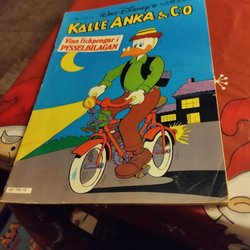 Walt Disney's
KALLE ANKA & C:O
Vinn fickpengar i
PYSSELBILAGAN